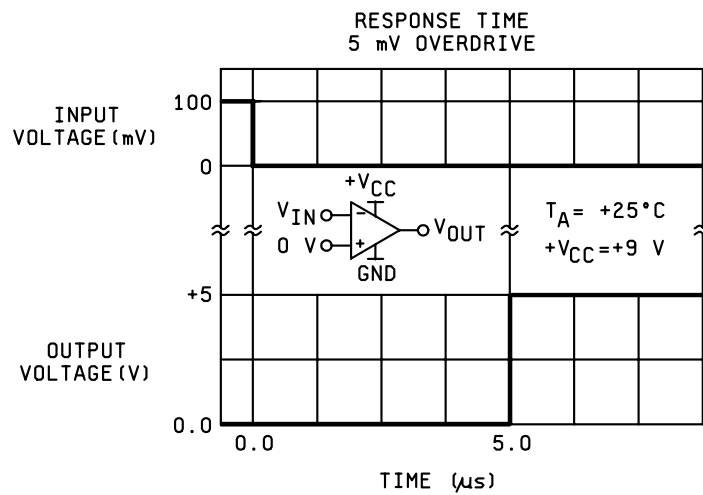 RESPONSE TIME
5 mV OVERDRIVE
100
INPUT
VOLTAGE(mV)
0
+VCC
VIN
-
VOUT
0 V
+
GND
TA= +25°C
+VCC=+9 V
+5
OUTPUT
VOLTAGE(V)
0.0
0.0
5.0
TIME (μs)